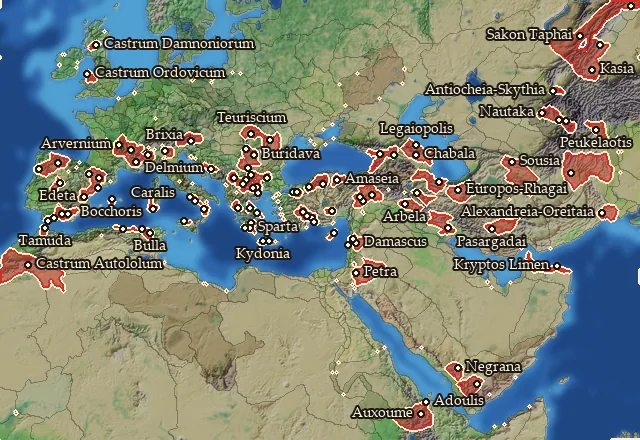 Sakon Taphai
Castrum Damnoniorum
Castrum Ordovicum
Kasia
Antiocheia-Skythia
Nautaka
Teuriscium
Legaiopolis
Brixia
Arvernium
Peukelaotis
Buridava
Chabala
Sousia
Delmium
Amaseia
Europos-Rhagai
Edeta
Caralis
Bocchoris
Arbela
Alexandreia-Oreitaia
Sparta
Tamuda
Bulla
Damascus
Pasargadai
Kydonia
Castrum Autololum
Petra
Kryptos Limen
Negrana
Adoulis
Auxoume